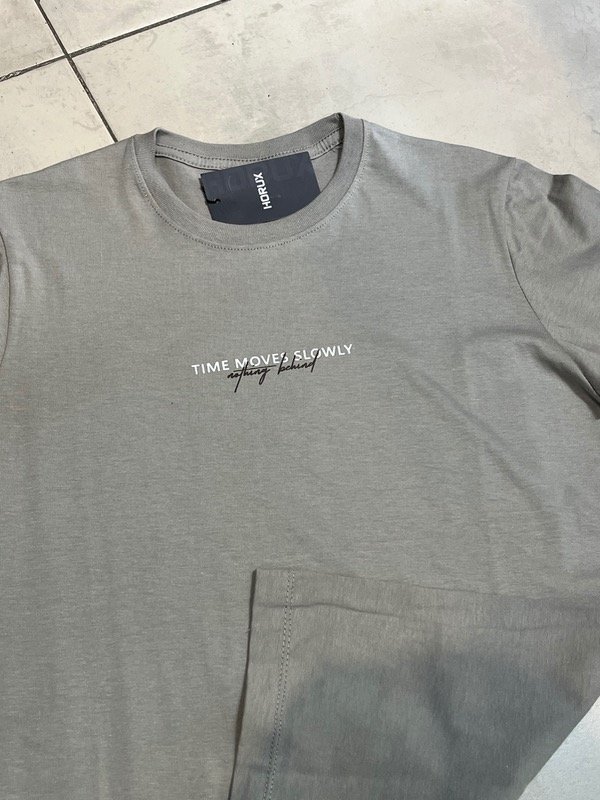 HORUX
TIME MOVES SLOWLY
nothing behind